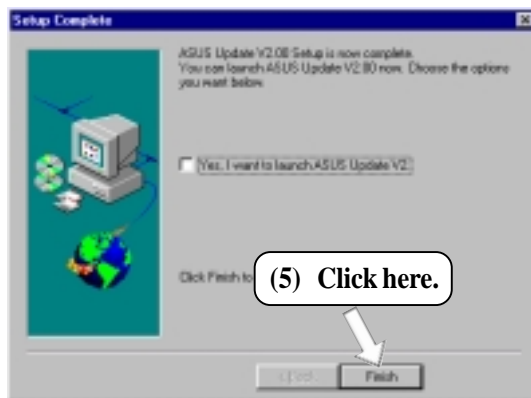 Setup Complete
ASUS Update V2.00 Setup is now complete.
You can launch ASUS Update V2.00 now. Choose the options
you want below.
Yes, I want to launch ASUS Update V2.
Click Finish to
(5) Click here.
< Back
Finish